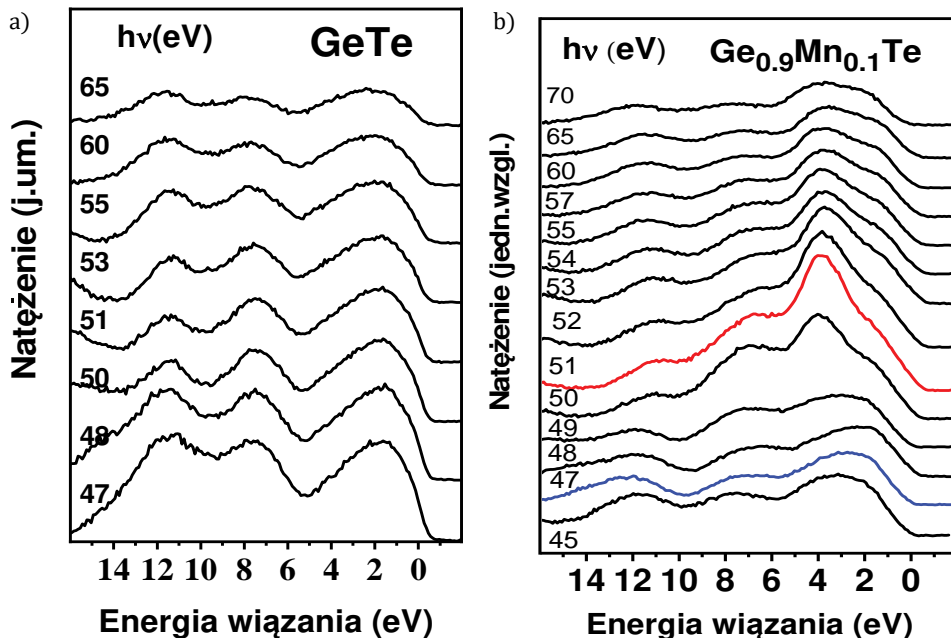 a)
hν(eV) GeTe
65
60
55
53
51
50
48
47
Natężenie (j.um.)
14 12 10 8 6 4 2 0
Energia wiązania (eV)
b)
hν (eV) Ge0.9Mn0.1Te
70
65
60
57
55
54
53
52
51
50
49
48
47
45
Natężenie (jedn.wzgl.)
14 12 10 8 6 4 2 0
Energia wiązania (eV)